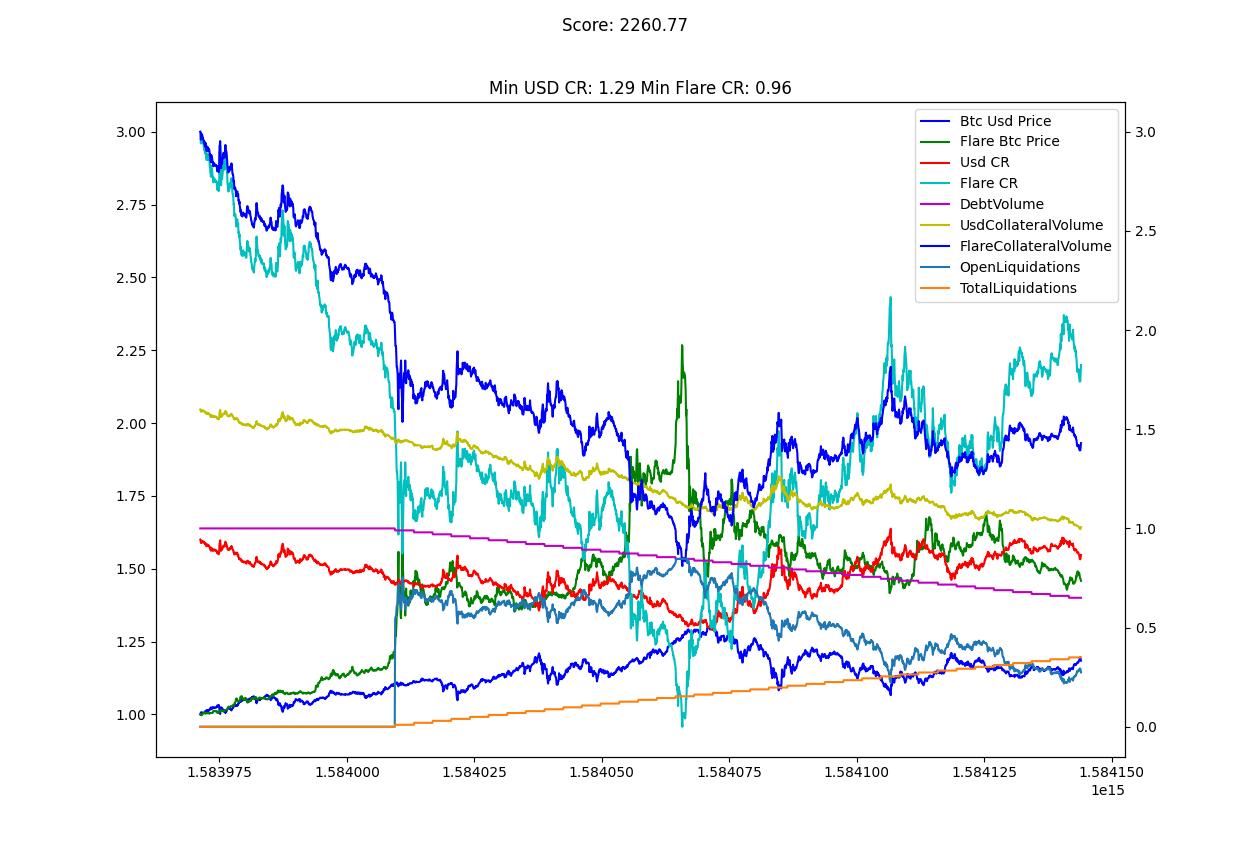 Score: 2260.77
Min USD CR: 1.29 Min Flare CR: 0.96
3.00
2.75
2.50
2.25
2.00
1.75
1.50
1.25
1.00
3.0
2.5
2.0
1.5
1.0
0.5
0.0
Btc Usd Price
Flare Btc Price
Usd CR
Flare CR
DebtVolume
UsdCollateralVolume
FlareCollateralVolume
OpenLiquidations
TotalLiquidations
1.583975 1.584000 1.584025 1.584050 1.584075 1.584100 1.584125 1.584150
1e15